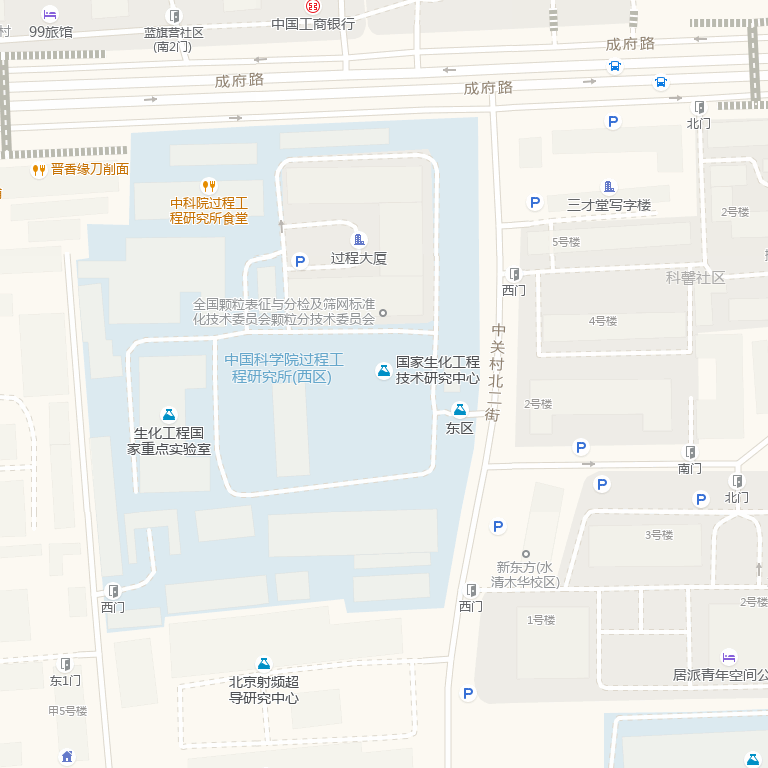 村
99旅馆
蓝旗营社区
(南2门)
中国工商银行
成府路
成府路
成府路
北门
晋香缘刀削面
中科院过程工
程研究所食堂
三才堂写字楼
2号楼
5号楼
过程大厦
西门
科馨社区
全国颗粒表征与分检及筛网标准
化技术委员会颗粒分技术委员会
4号楼
中关村北二街
中国科学院过程工
程研究所(西区)
国家生化工程
技术研究中心
2号楼
东区
生化工程国
家重点实验室
南门
北门
3号楼
新东方(水
清木华校区)
西门
西门
2号楼
1号楼
东1门
居派青年空间公
北京射频超
导研究中心
甲5号楼